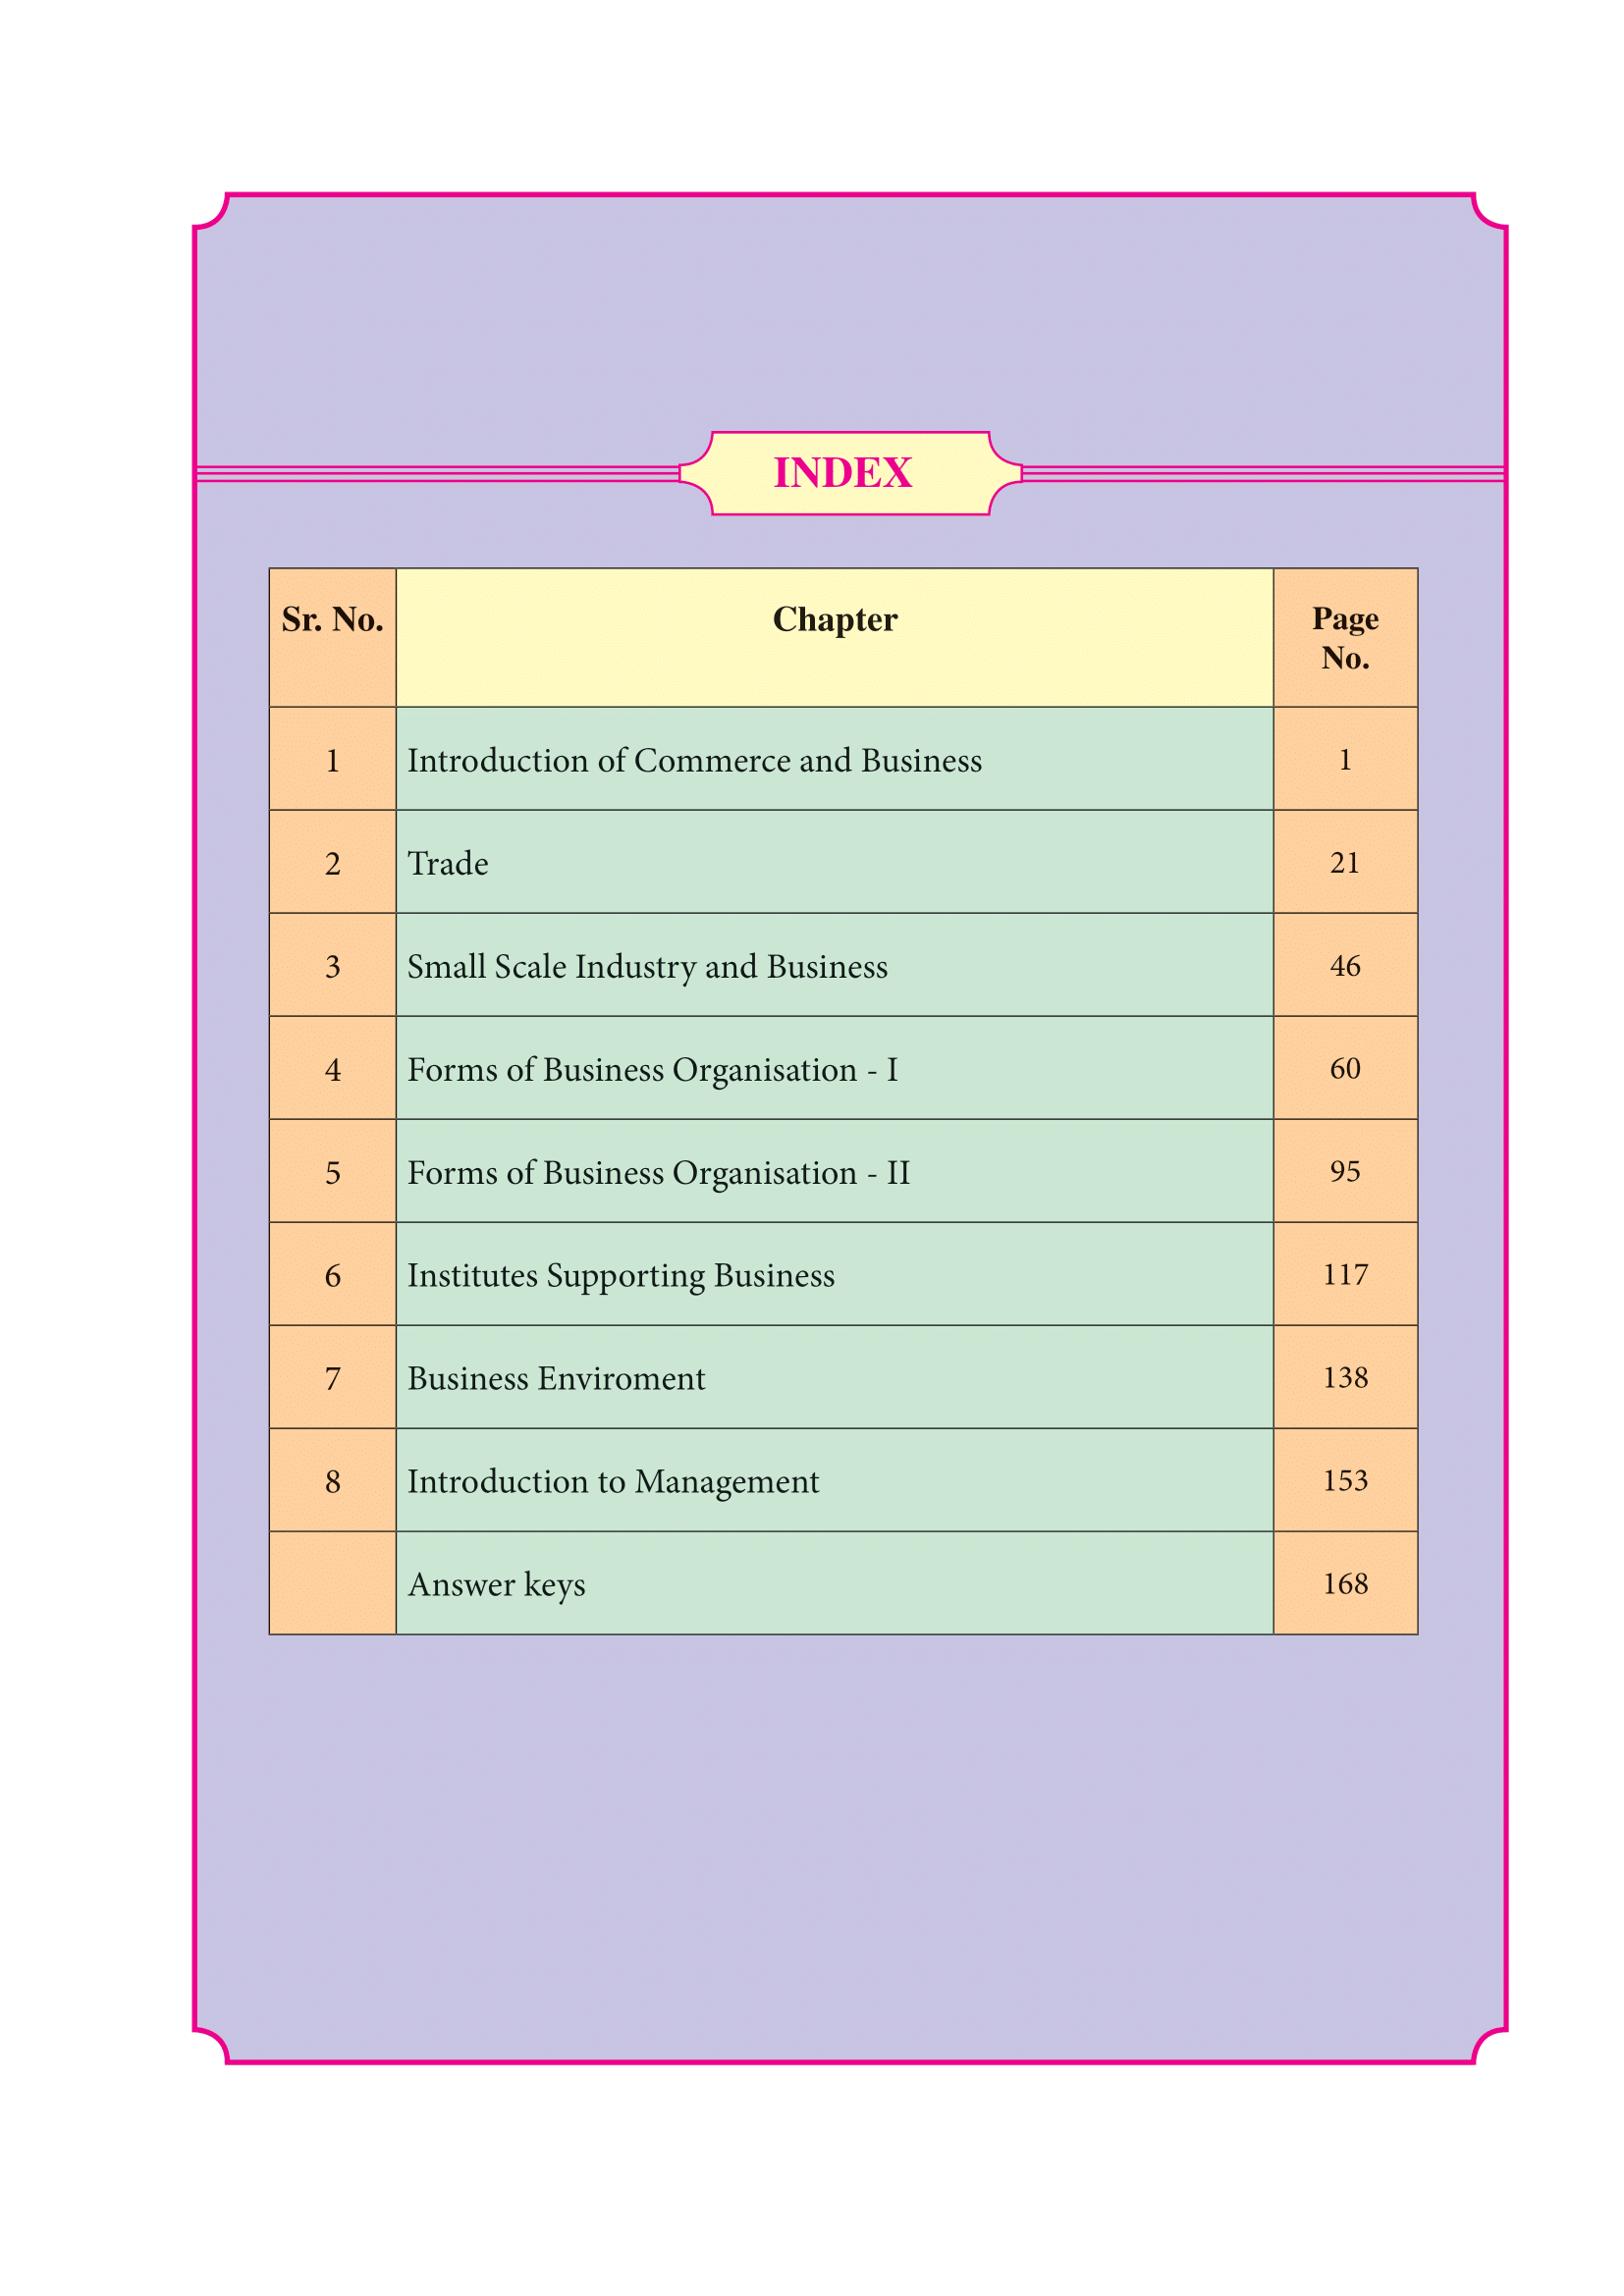 INDEX
Sr. No. Chapter Page
No.
1 Introduction of Commerce and Business 1
2 Trade 21
3 Small Scale Industry and Business 46
4 Forms of Business Organisation - I 60
5 Forms of Business Organisation - II 95
6 Institutes Supporting Business 117
7 Business Enviroment 138
8 Introduction to Management 153
Answer keys 168